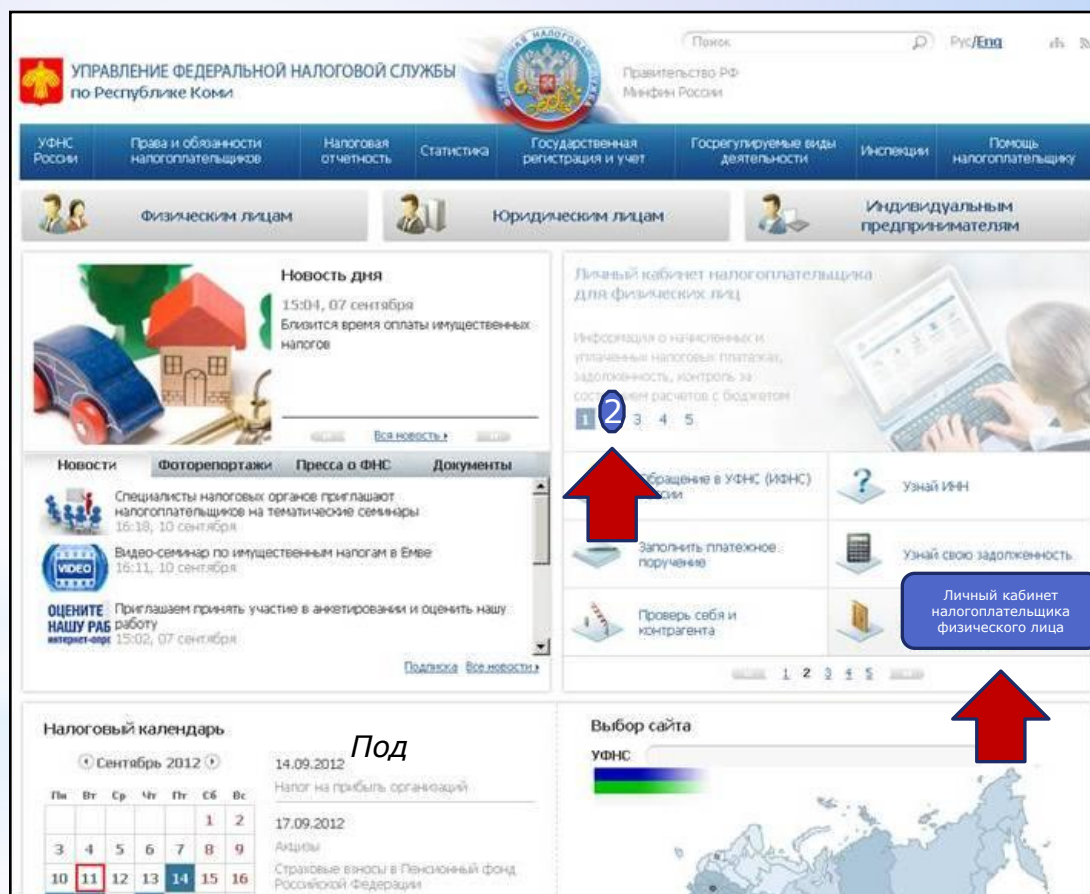 Поиск
Рус/Eng
УПРАВЛЕНИЕ ФЕДЕРАЛЬНОЙ НАЛОГОВОЙ СЛУЖБЫ
по Республике Коми
Правительство РФ
Минфин России
УФНС
России
Права и обязанности
налогоплательщиков
Налоговая
отчетность
Статистика
Государственная
регистрация и учет
Госрегулируемые виды
деятельности
Инспекции
Помощь
налогоплательщику
Физическим лицам
Юридическим лицам
Индивидуальным
предпринимателям
Новость дня
15:04, 07 сентября
Близится время оплаты имущественных
налогов
Вся новость
Личный кабинет налогоплательщика
для физических лиц
Информация о начисленных и
уплаченных налоговых платежах,
задолженность, контроль за
состоянием расчетов с бюджетом
1 2 3 4 5
Новости Фоторепортажи Пресса о ФНС Документы
Специалисты налоговых органов приглашают
налогоплательщиков на тематические семинары
16:18, 10 сентября
VIDEO
Видео-семинар по имущественным налогам в Емве
16:11, 10 сентября
ОЦЕНИТЕ
НАШУ РАБ
интернет-опр
Приглашаем принять участие в анкетировании и оценить нашу
работу
15:02, 07 сентября
Подписка Все новости
Обращение в УФНС (ИФНС)
Узнай ИНН
Заполнить платежное
поручение
Узнай свою задолженность
Проверь себя и
контрагента
Личный кабинет
налогоплательщика
физического лица
1 2 3 4 5
Налоговый календарь
Под
Сентябрь 2012
Пн Вт Ср Чт Пт Сб Вс
1 2
3 4 5 6 7 8 9
10 11 12 13 14 15 16
14.09.2012
Налог на прибыль организаций
17.09.2012
Акцизы
Страховые взносы в Пенсионный фонд
Российской Федерации
Выбор сайта
УФНС